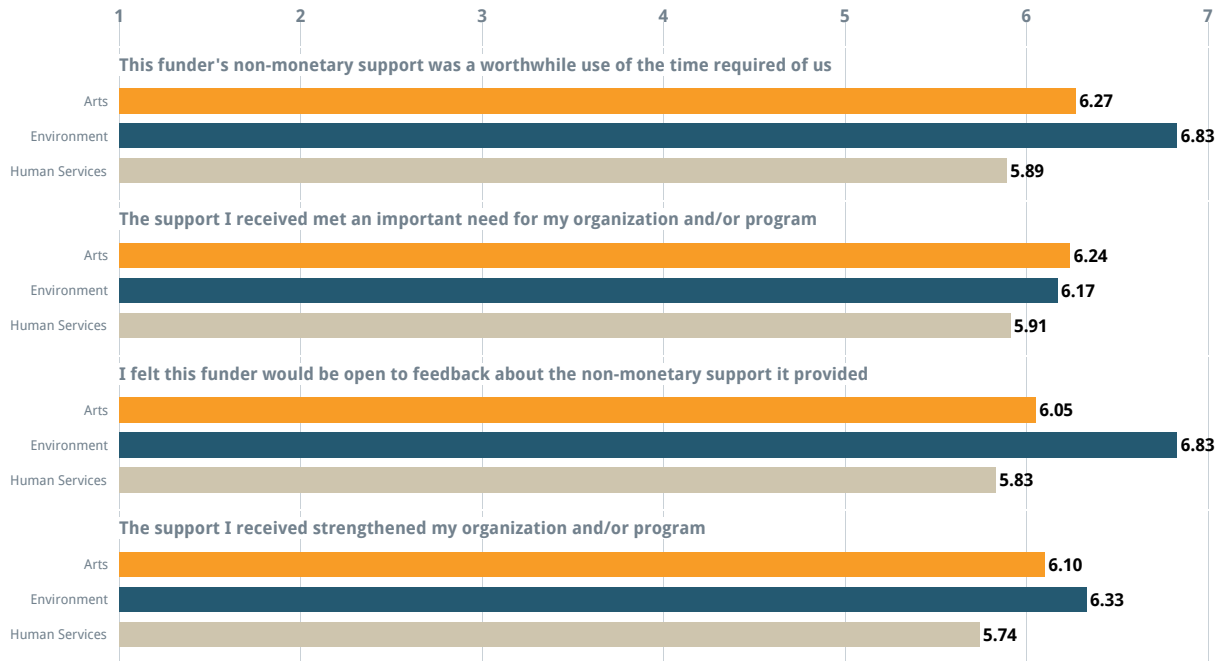 1 2 3 4 5 6 7
This funder's non-monetary support was a worthwhile use of the time required of us
Arts 6.27
Environment 6.83
Human Services 5.89
The support I received met an important need for my organization and/or program
Arts 6.24
Environment 6.17
Human Services 5.91
I felt this funder would be open to feedback about the non-monetary support it provided
Arts 6.05
Environment 6.83
Human Services 5.83
The support I received strengthened my organization and/or program
Arts 6.10
Environment 6.33
Human Services 5.74